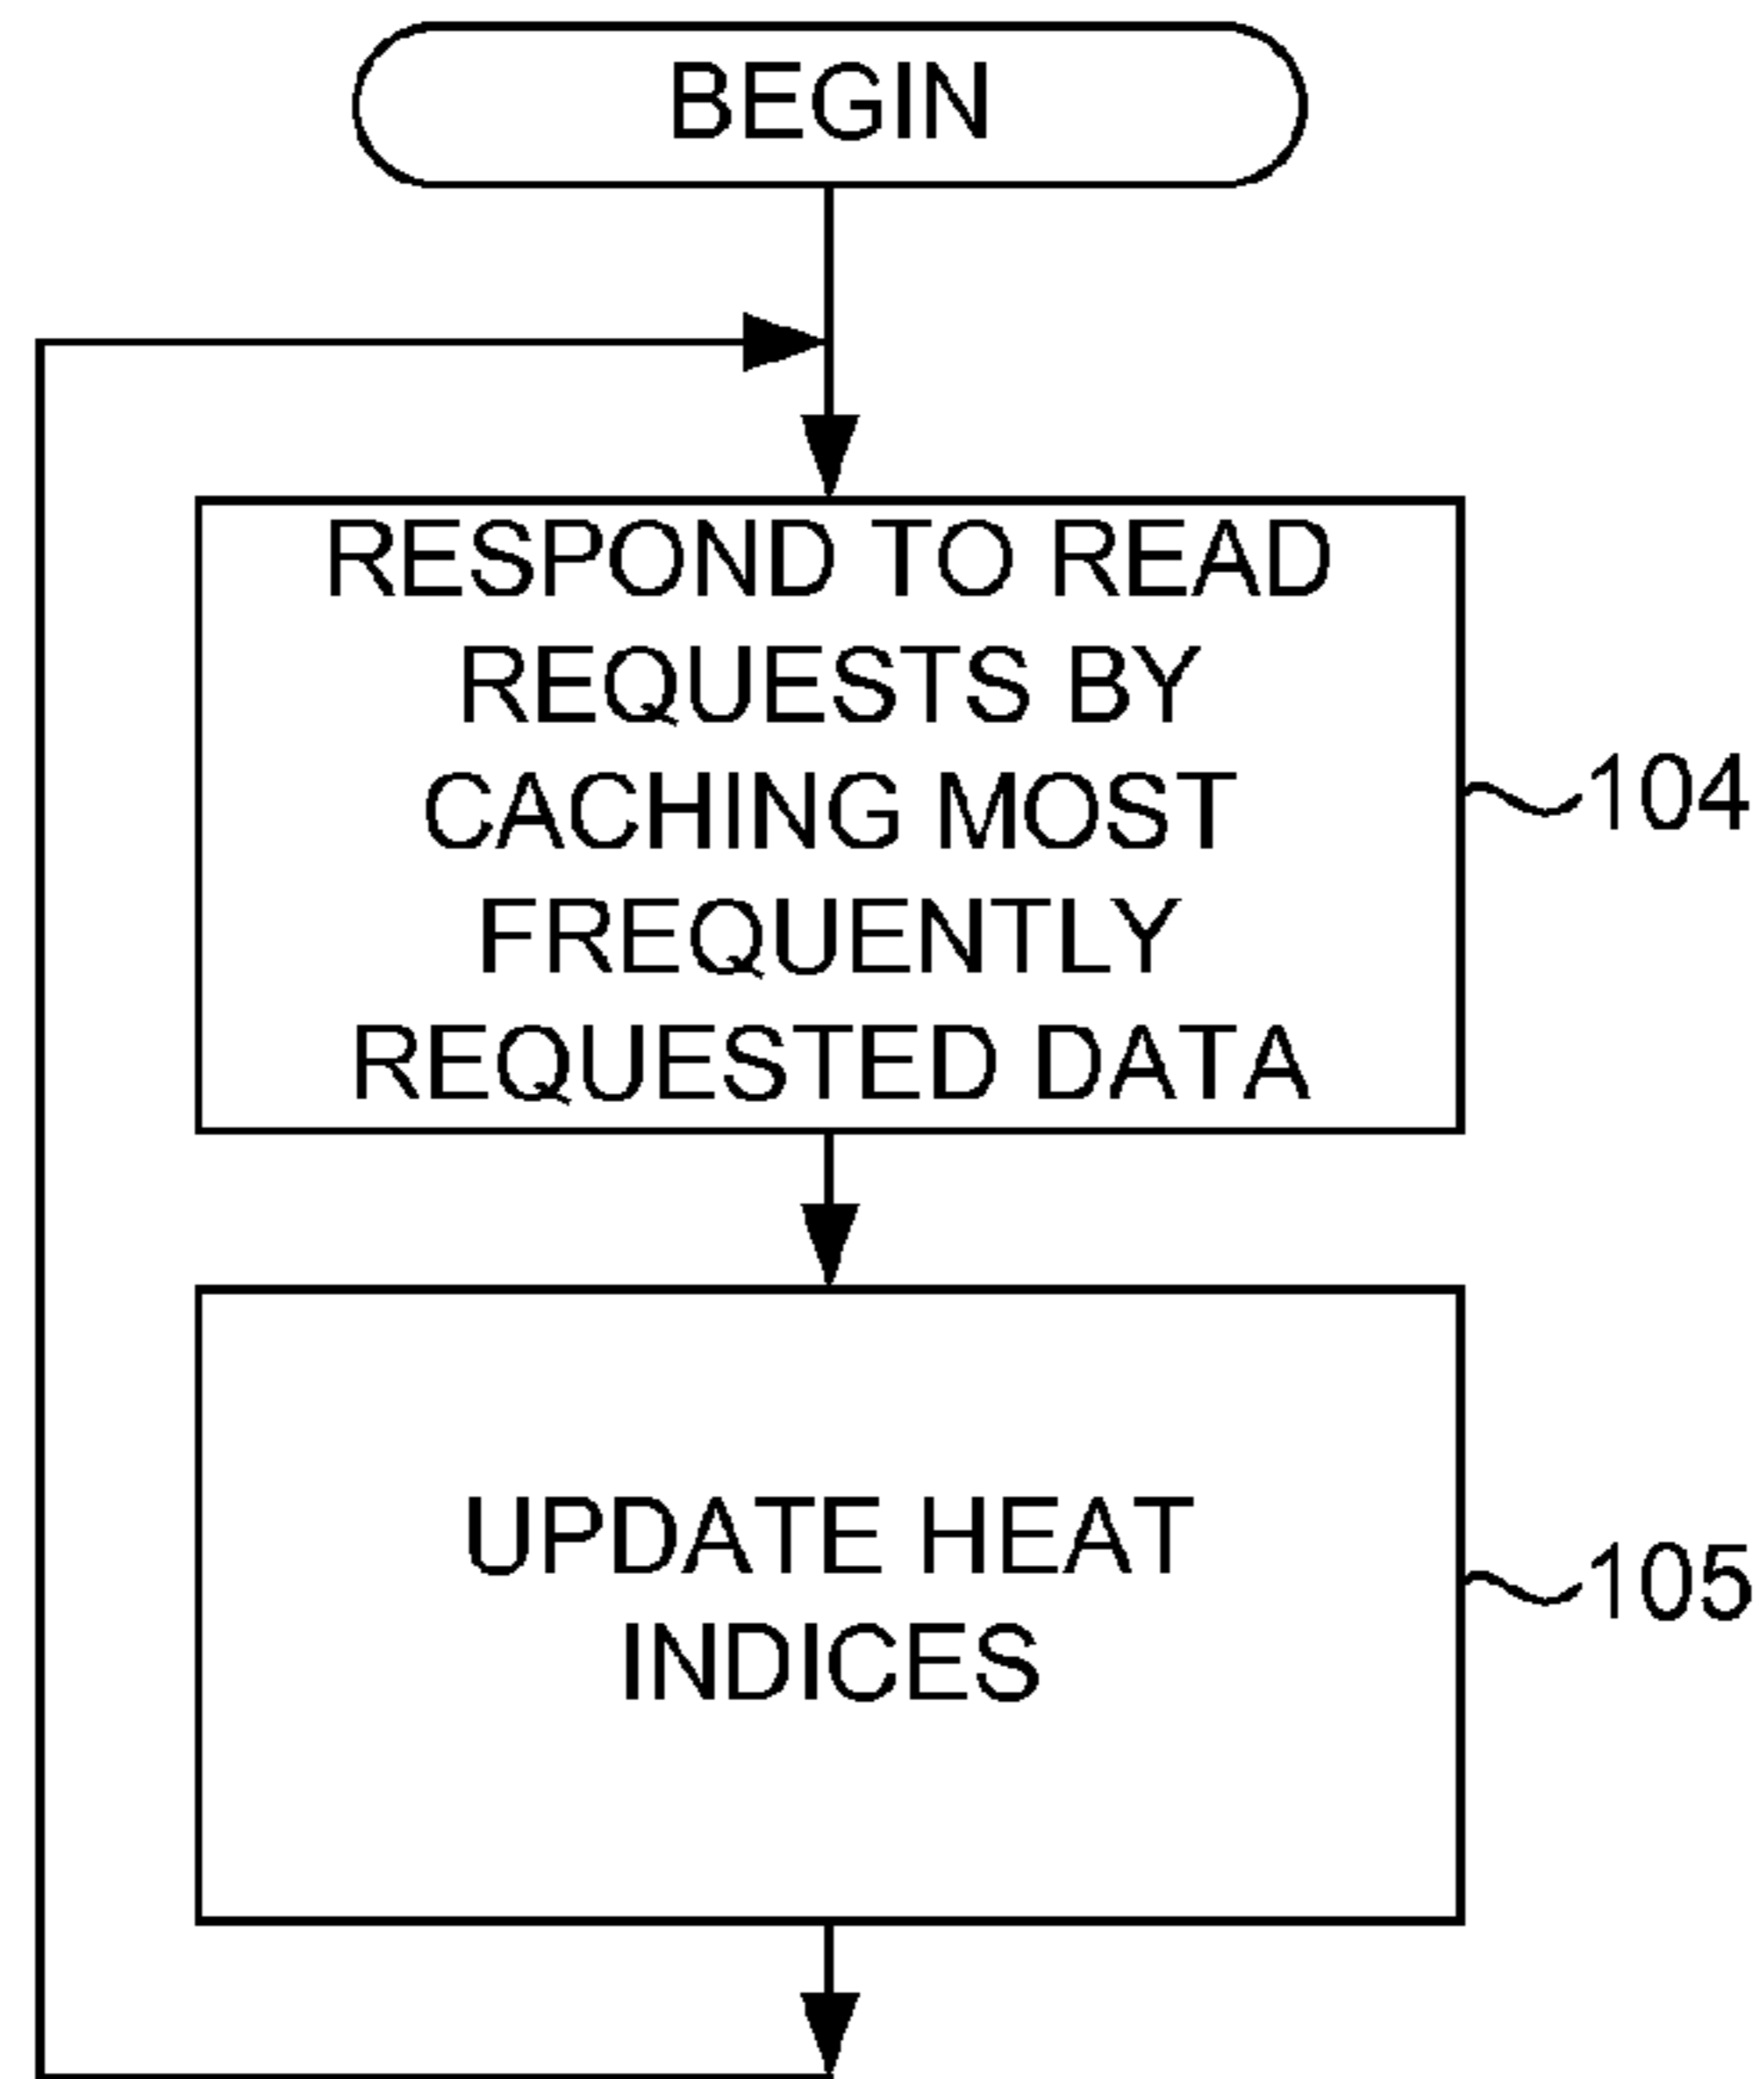 BEGIN
RESPOND TO READ
REQUESTS BY
CACHING MOST
FREQUENTLY
REQUESTED DATA
104
UPDATE HEAT
INDICES
105